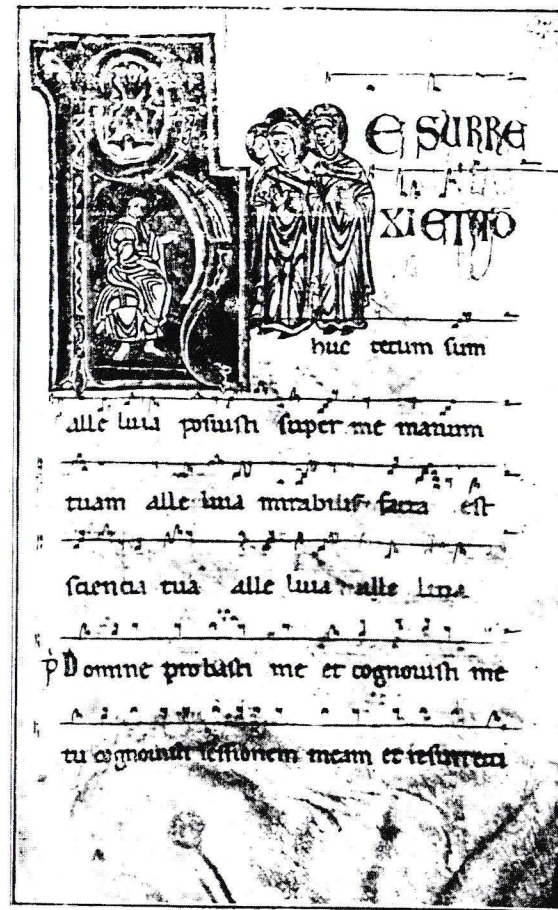 R ESURRE
XI ET ATD
huc tecum sum
alle luia posuisti super me manum
tuam alle luia mirabilis facta est
sciencia tua alle luia alle luia
p Domine probasti me et cognouisti me
tu cognouisti sessionem meam et resurrecti